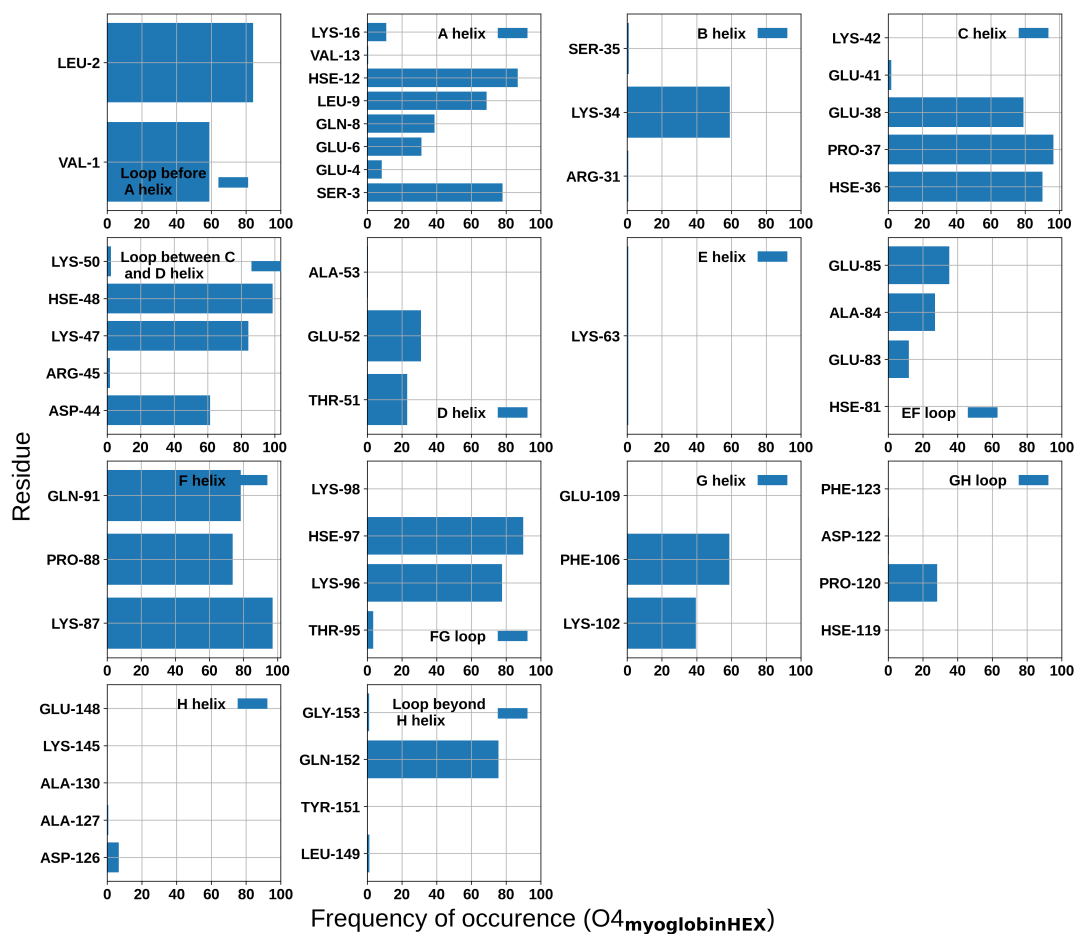 LEU-2
VAL-1
Loop before
A helix
0 20 40 60 80 100
LYS-16
VAL-13
HSE-12
LEU-9
GLN-8
GLU-6
GLU-4
SER-3
A helix
0 20 40 60 80 100
SER-35
LYS-34
ARG-31
B helix
0 20 40 60 80 100
LYS-42
GLU-41
GLU-38
PRO-37
HSE-36
C helix
0 20 40 60 80 100
LYS-50
HSE-48
LYS-47
ARG-45
ASP-44
Loop between C
and D helix
0 20 40 60 80 100
ALA-53
GLU-52
THR-51
D helix
0 20 40 60 80 100
LYS-63
E helix
0 20 40 60 80 100
GLU-85
ALA-84
GLU-83
HSE-81
EF loop
0 20 40 60 80 100
GLN-91
PRO-88
LYS-87
F helix
0 20 40 60 80 100
LYS-98
HSE-97
LYS-96
THR-95
FG loop
0 20 40 60 80 100
GLU-109
PHE-106
LYS-102
G helix
0 20 40 60 80 100
PHE-123
ASP-122
PRO-120
HSE-119
GH loop
0 20 40 60 80 100
GLU-148
LYS-145
ALA-130
ALA-127
ASP-126
H helix
0 20 40 60 80 100
GLY-153
GLN-152
TYR-151
LEU-149
Loop beyond
H helix
0 20 40 60 80 100
Residue
Frequency of occurence (O4myoglobinHEX)